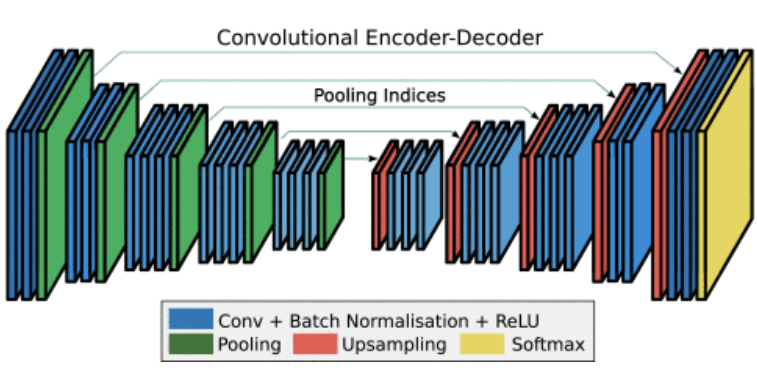 Convolutional Encoder-Decoder
Pooling Indices
Conv + Batch Normalisation + ReLU
Pooling Upsampling Softmax